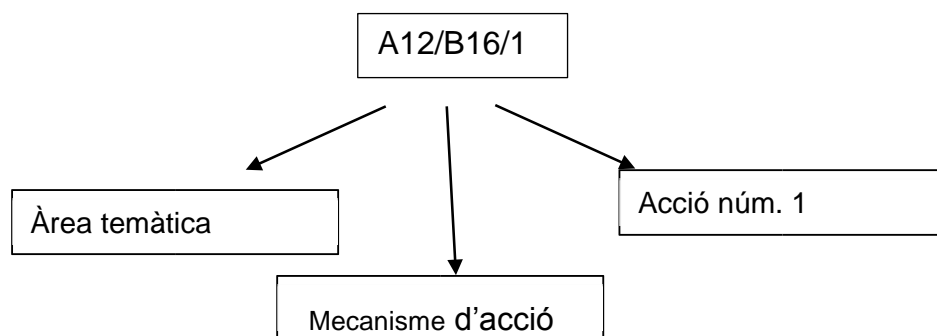 A12/B16/1
Àrea temàtica
Acció núm. 1
Mecanisme d'acció